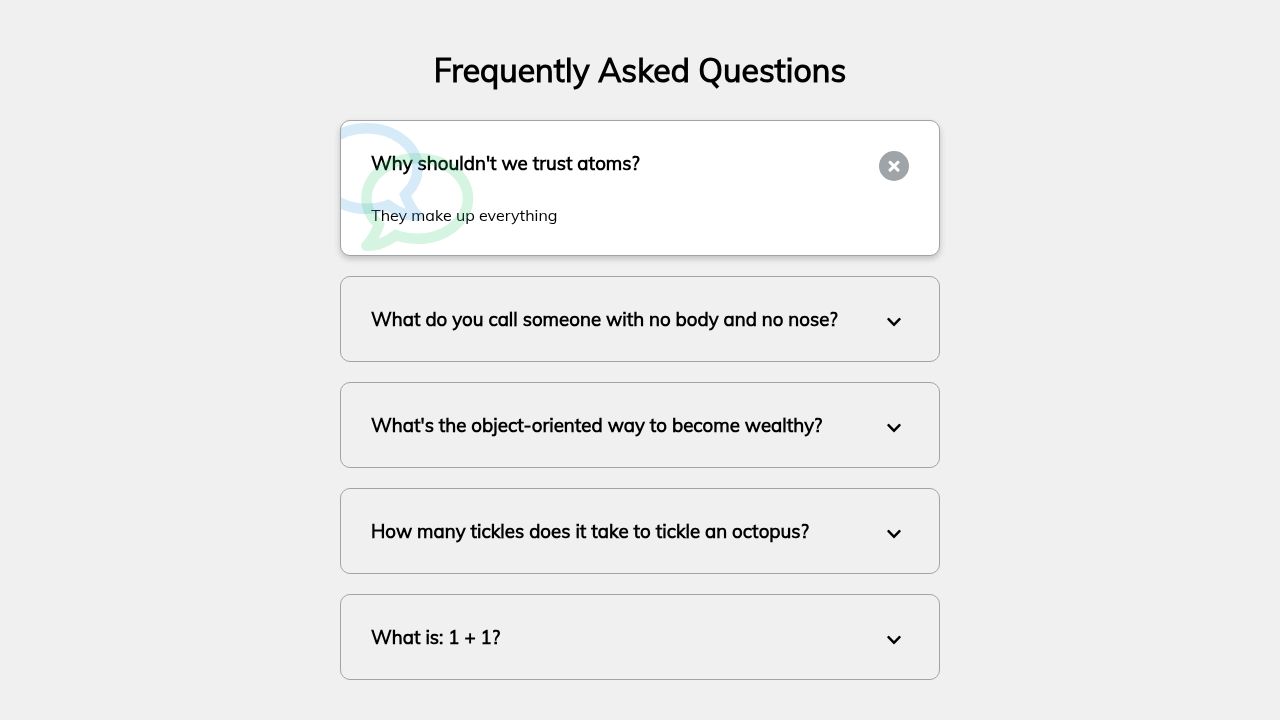 Frequently Asked Questions
Why shouldn't we trust atoms?
They make up everything
What do you call someone with no body and no nose?
What's the object-oriented way to become wealthy?
How many tickles does it take to tickle an octopus?
What is: 1 + 1?